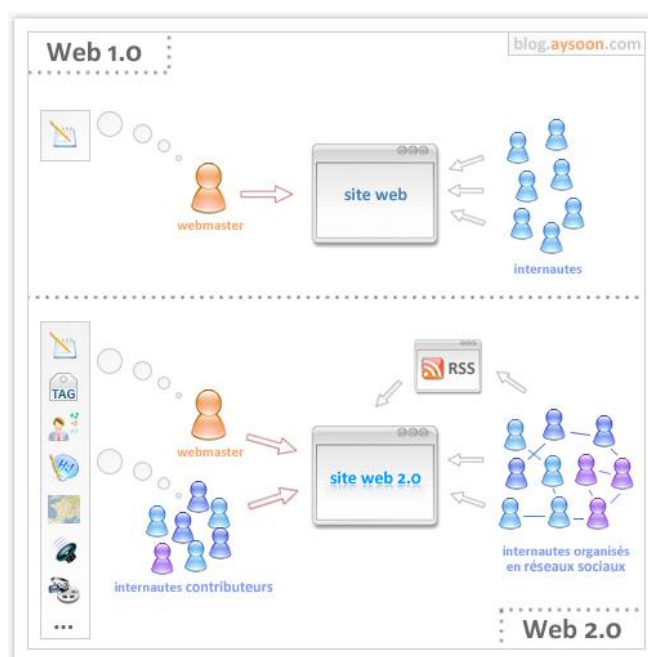 Web 1.0
blog.aysoon.com
site web
webmaster
internautes
TAG
RSS
webmaster
site web 2.0
internautes contributeurs
internautes organisés
en réseaux sociaux
...
Web 2.0